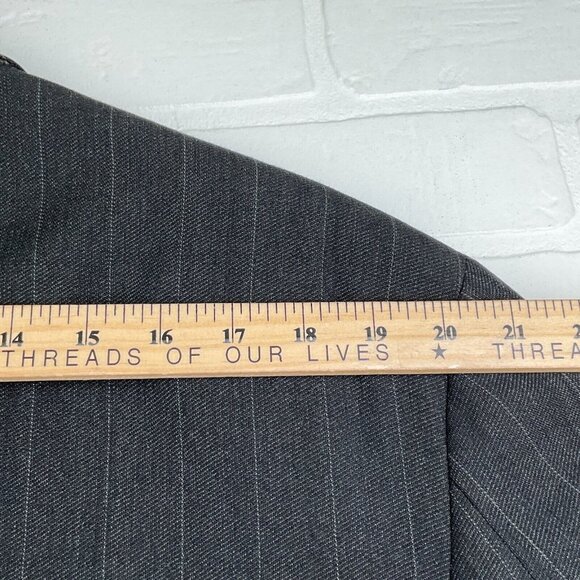 14 15 16 17 18 19 20 21
THREADS OF OUR LIVES ★ THREA